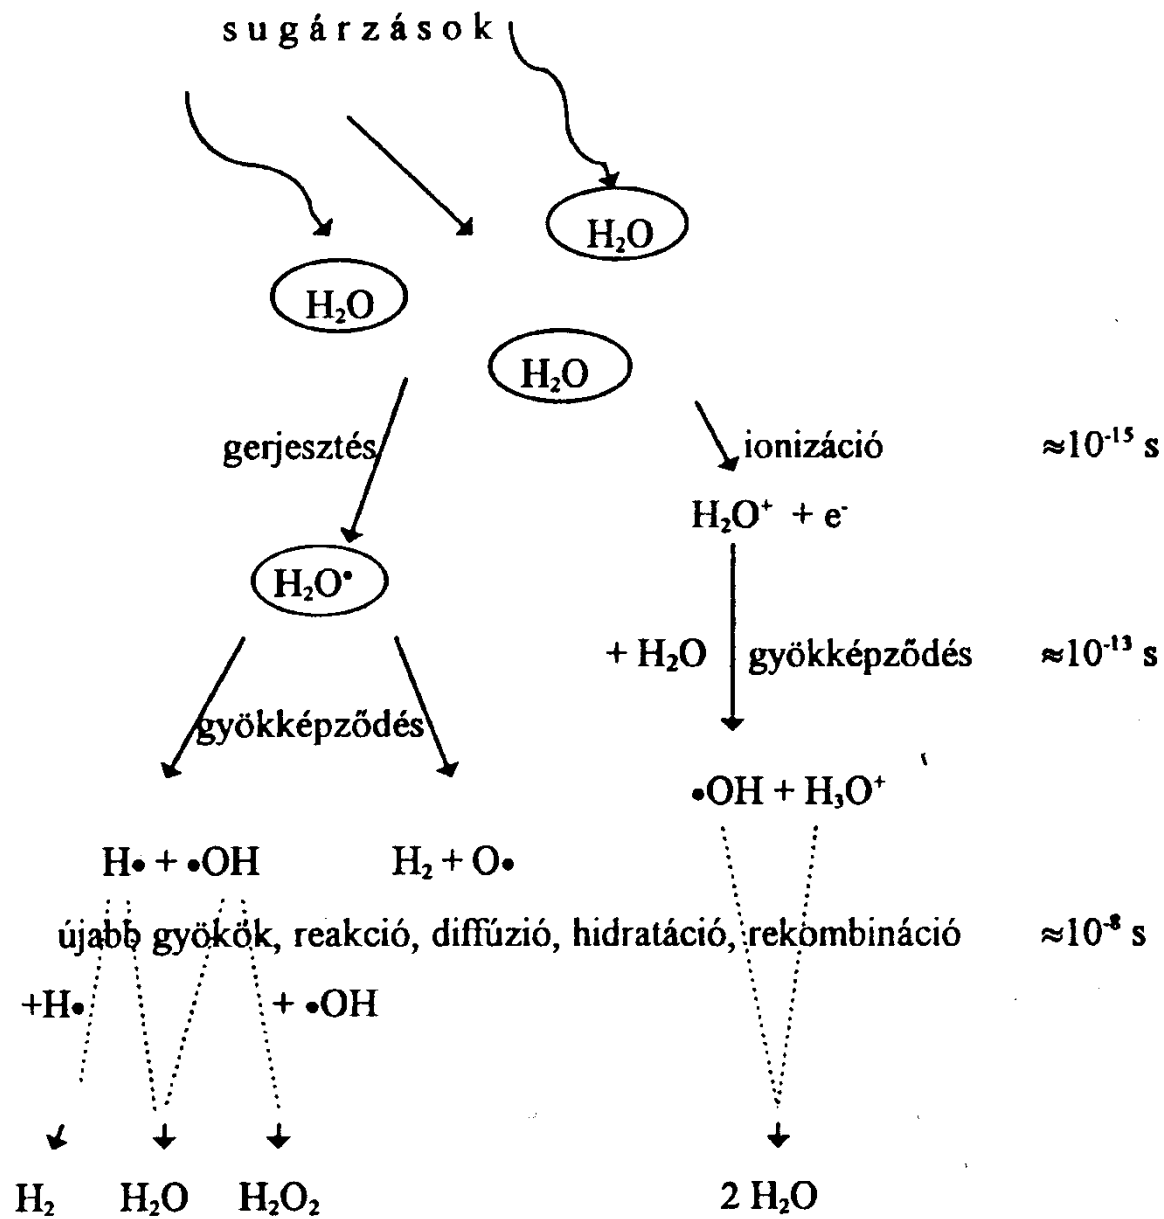 sugárzások
H₂O
H₂O
H₂O
gerjesztés
ionizáció ≈10⁻¹⁵ s
H₂O⁺ + e⁻
H₂O•
+ H₂O gyökképződés ≈10⁻¹³ s
gyökképződés
•OH + H₃O⁺
H• + •OH H₂ + O•
újabb gyökök, reakció, diffúzió, hidratáció, rekombináció ≈10⁻⁸ s
+H• + •OH
H₂ H₂O H₂O₂ 2 H₂O